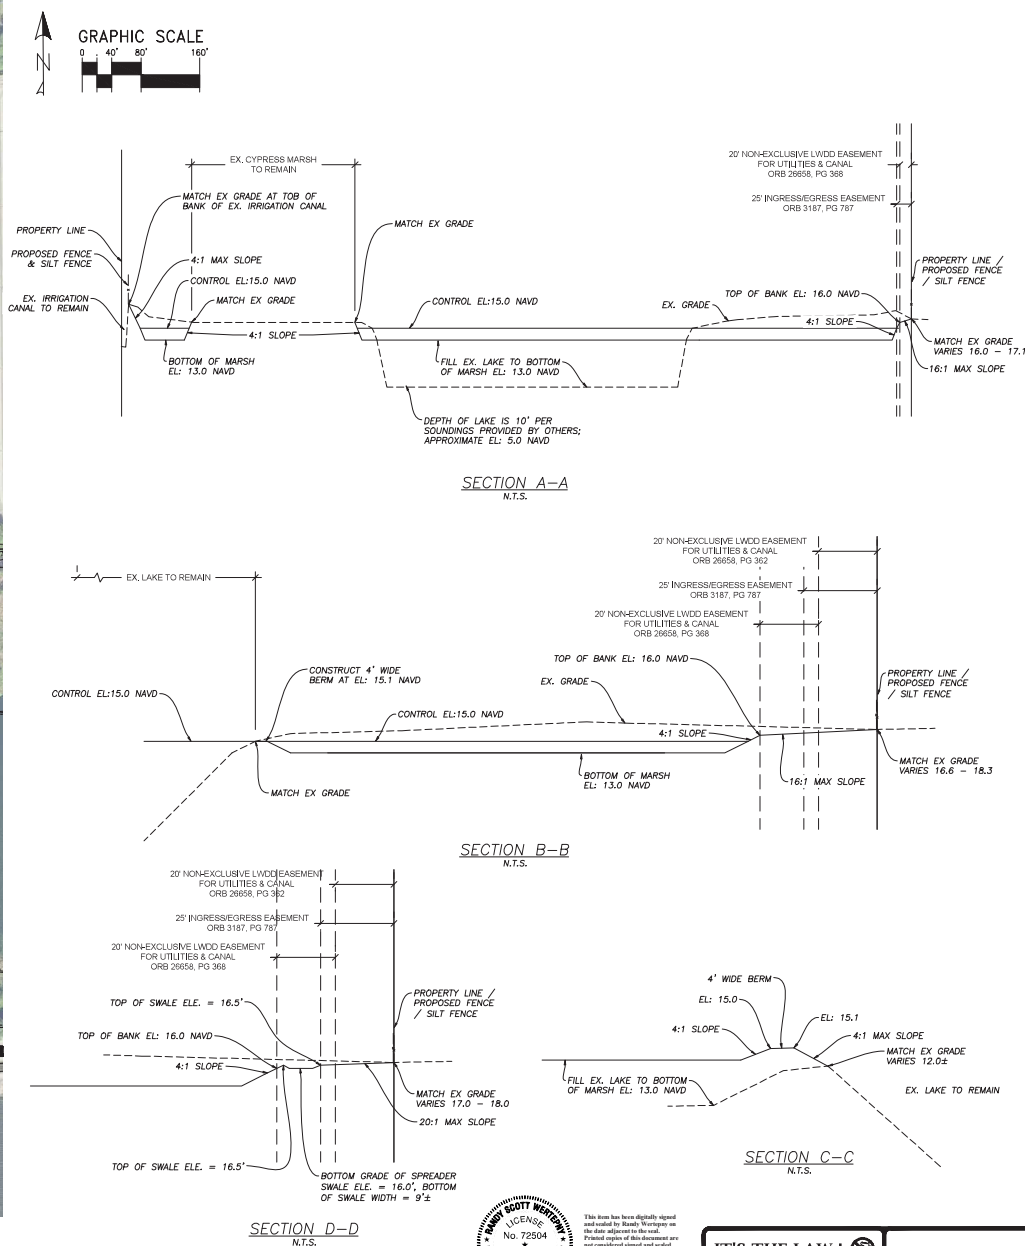 GRAPHIC SCALE
0 40' 80' 160'
N
20' NON-EXCLUSIVE LWDD EASEMENT
FOR UTILITIES & CANAL
ORB 26658, PG 368
EX. CYPRESS MARSH
TO REMAIN
25' INGRESS/EGRESS EASEMENT
ORB 3187, PG 787
MATCH EX GRADE AT TOB OF
BANK OF EX. IRRIGATION CANAL
MATCH EX GRADE
PROPERTY LINE
PROPOSED FENCE
& SILT FENCE
4:1 MAX SLOPE
CONTROL EL:15.0 NAVD
MATCH EX GRADE
EX. IRRIGATION
CANAL TO REMAIN
4:1 SLOPE
BOTTOM OF MARSH
EL: 13.0 NAVD
CONTROL EL:15.0 NAVD
EX. GRADE
TOP OF BANK EL: 16.0 NAVD
4:1 SLOPE
PROPERTY LINE /
PROPOSED FENCE
/ SILT FENCE
MATCH EX GRADE
VARIES 16.0 - 17.1
16:1 MAX SLOPE
FILL EX. LAKE TO BOTTOM
OF MARSH EL: 13.0 NAVD
DEPTH OF LAKE IS 10' PER
SOUNDINGS PROVIDED BY OTHERS;
APPROXIMATE EL: 5.0 NAVD
SECTION A-A
N.T.S.
20' NON-EXCLUSIVE LWDD EASEMENT
FOR UTILITIES & CANAL
ORB 26658, PG 362
EX. LAKE TO REMAIN
25' INGRESS/EGRESS EASEMENT
ORB 3187, PG 787
20' NON-EXCLUSIVE LWDD EASEMENT
FOR UTILITIES & CANAL
ORB 26658, PG 368
TOP OF BANK EL: 16.0 NAVD
CONSTRUCT 4' WIDE
BERM AT EL: 15.1 NAVD
EX. GRADE
PROPERTY LINE /
PROPOSED FENCE
/ SILT FENCE
CONTROL EL:15.0 NAVD
CONTROL EL:15.0 NAVD
4:1 SLOPE
MATCH EX GRADE
VARIES 16.6 - 18.3
BOTTOM OF MARSH
EL: 13.0 NAVD
16:1 MAX SLOPE
MATCH EX GRADE
SECTION B-B
N.T.S.
20' NON-EXCLUSIVE LWDD EASEMENT
FOR UTILITIES & CANAL
ORB 26658, PG 362
25' INGRESS/EGRESS EASEMENT
ORB 3187, PG 787
20' NON-EXCLUSIVE LWDD EASEMENT
FOR UTILITIES & CANAL
ORB 26658, PG 368
PROPERTY LINE /
PROPOSED FENCE
/ SILT FENCE
TOP OF SWALE ELE. = 16.5'
TOP OF BANK EL: 16.0 NAVD
4:1 SLOPE
MATCH EX GRADE
VARIES 17.0 - 18.0
20:1 MAX SLOPE
TOP OF SWALE ELE. = 16.5'
BOTTOM GRADE OF SPREADER
SWALE ELE. = 16.0', BOTTOM
OF SWALE WIDTH = 9'±
SECTION D-D
N.T.S.
4' WIDE BERM
EL: 15.0
EL: 15.1
4:1 SLOPE
4:1 MAX SLOPE
MATCH EX GRADE
VARIES 12.0±
FILL EX. LAKE TO BOTTOM
OF MARSH EL: 13.0 NAVD
EX. LAKE TO REMAIN
SECTION C-C
N.T.S.
RANDY SCOTT WERTEPNY
LICENSE
No. 72504
This item has been digitally signed
and sealed by Randy Wertepny on
the date adjacent to the seal.
Printed copies of this document are
not considered signed and sealed
IT'S THE LAW!